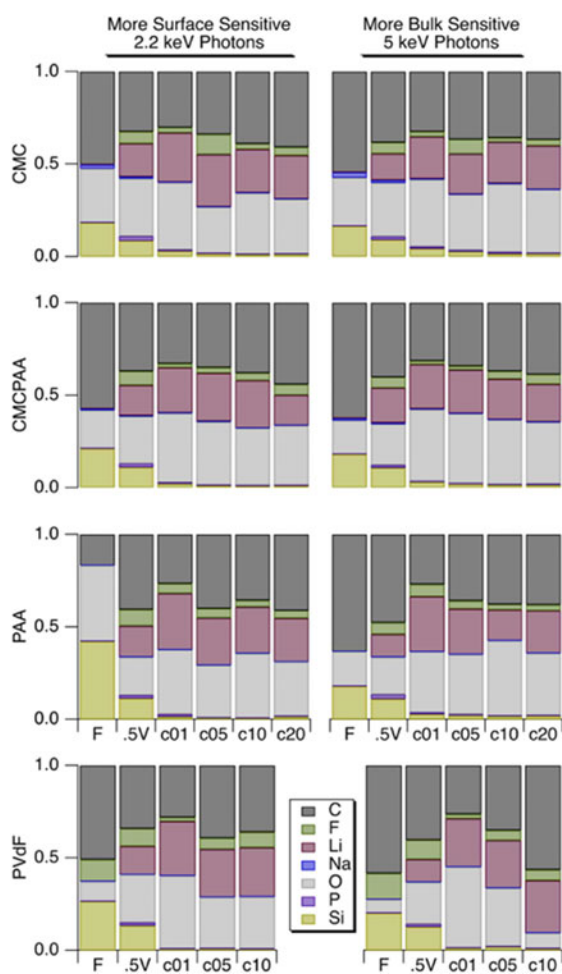 More Surface Sensitive
2.2 keV Photons
More Bulk Sensitive
5 keV Photons
CMC
1.0
0.5
0.0
CMCPAA
1.0
0.5
0.0
PAA
1.0
0.5
0.0
F .5V c01 c05 c10 c20
F .5V c01 c05 c10 c20
PVdF
1.0
0.5
0.0
C
F
Li
Na
O
P
Si
F .5V c01 c05 c10
F .5V c01 c05 c10